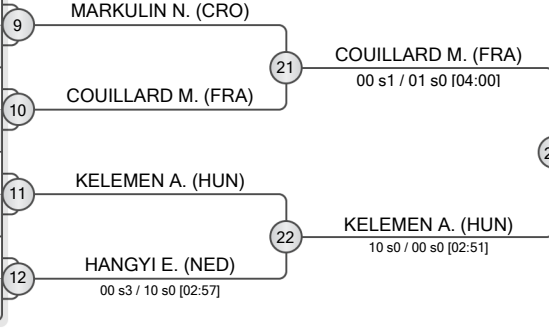 MARKULIN N. (CRO)
9
COUILLARD M. (FRA)
21
00 s1 / 01 s0 [04:00]
COUILLARD M. (FRA)
10
KELEMEN A. (HUN)
11
KELEMEN A. (HUN)
22
10 s0 / 00 s0 [02:51]
HANGYI E. (NED)
12
00 s3 / 10 s0 [02:57]